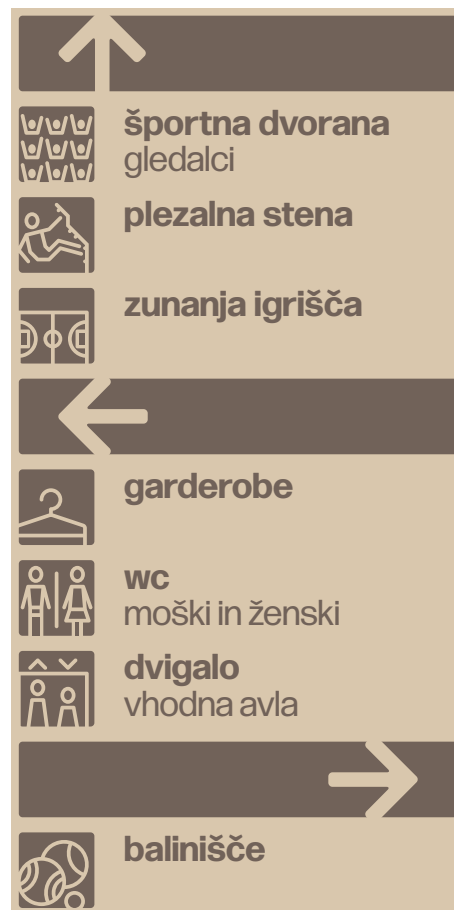 športna dvorana
gledalci
plezalna stena
zunanja igrišča
garderobe
wc
moški in ženski
dvigalo
vhodna avla
balinišče